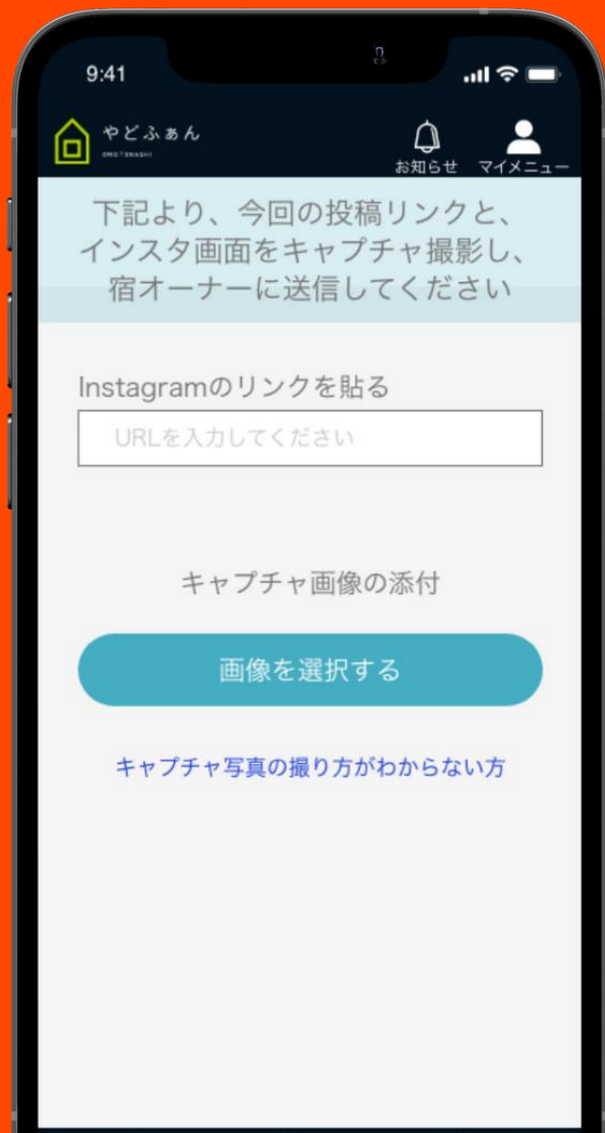 9:41
やどふぁん
OMOTENASHI
お知らせ
マイメニュー
下記より、今回の投稿リンクと、
インスタ画面をキャプチャ撮影し、
宿オーナーに送信してください
Instagramのリンクを貼る
URLを入力してください
キャプチャ画像の添付
画像を選択する
キャプチャ写真の撮り方がわからない方